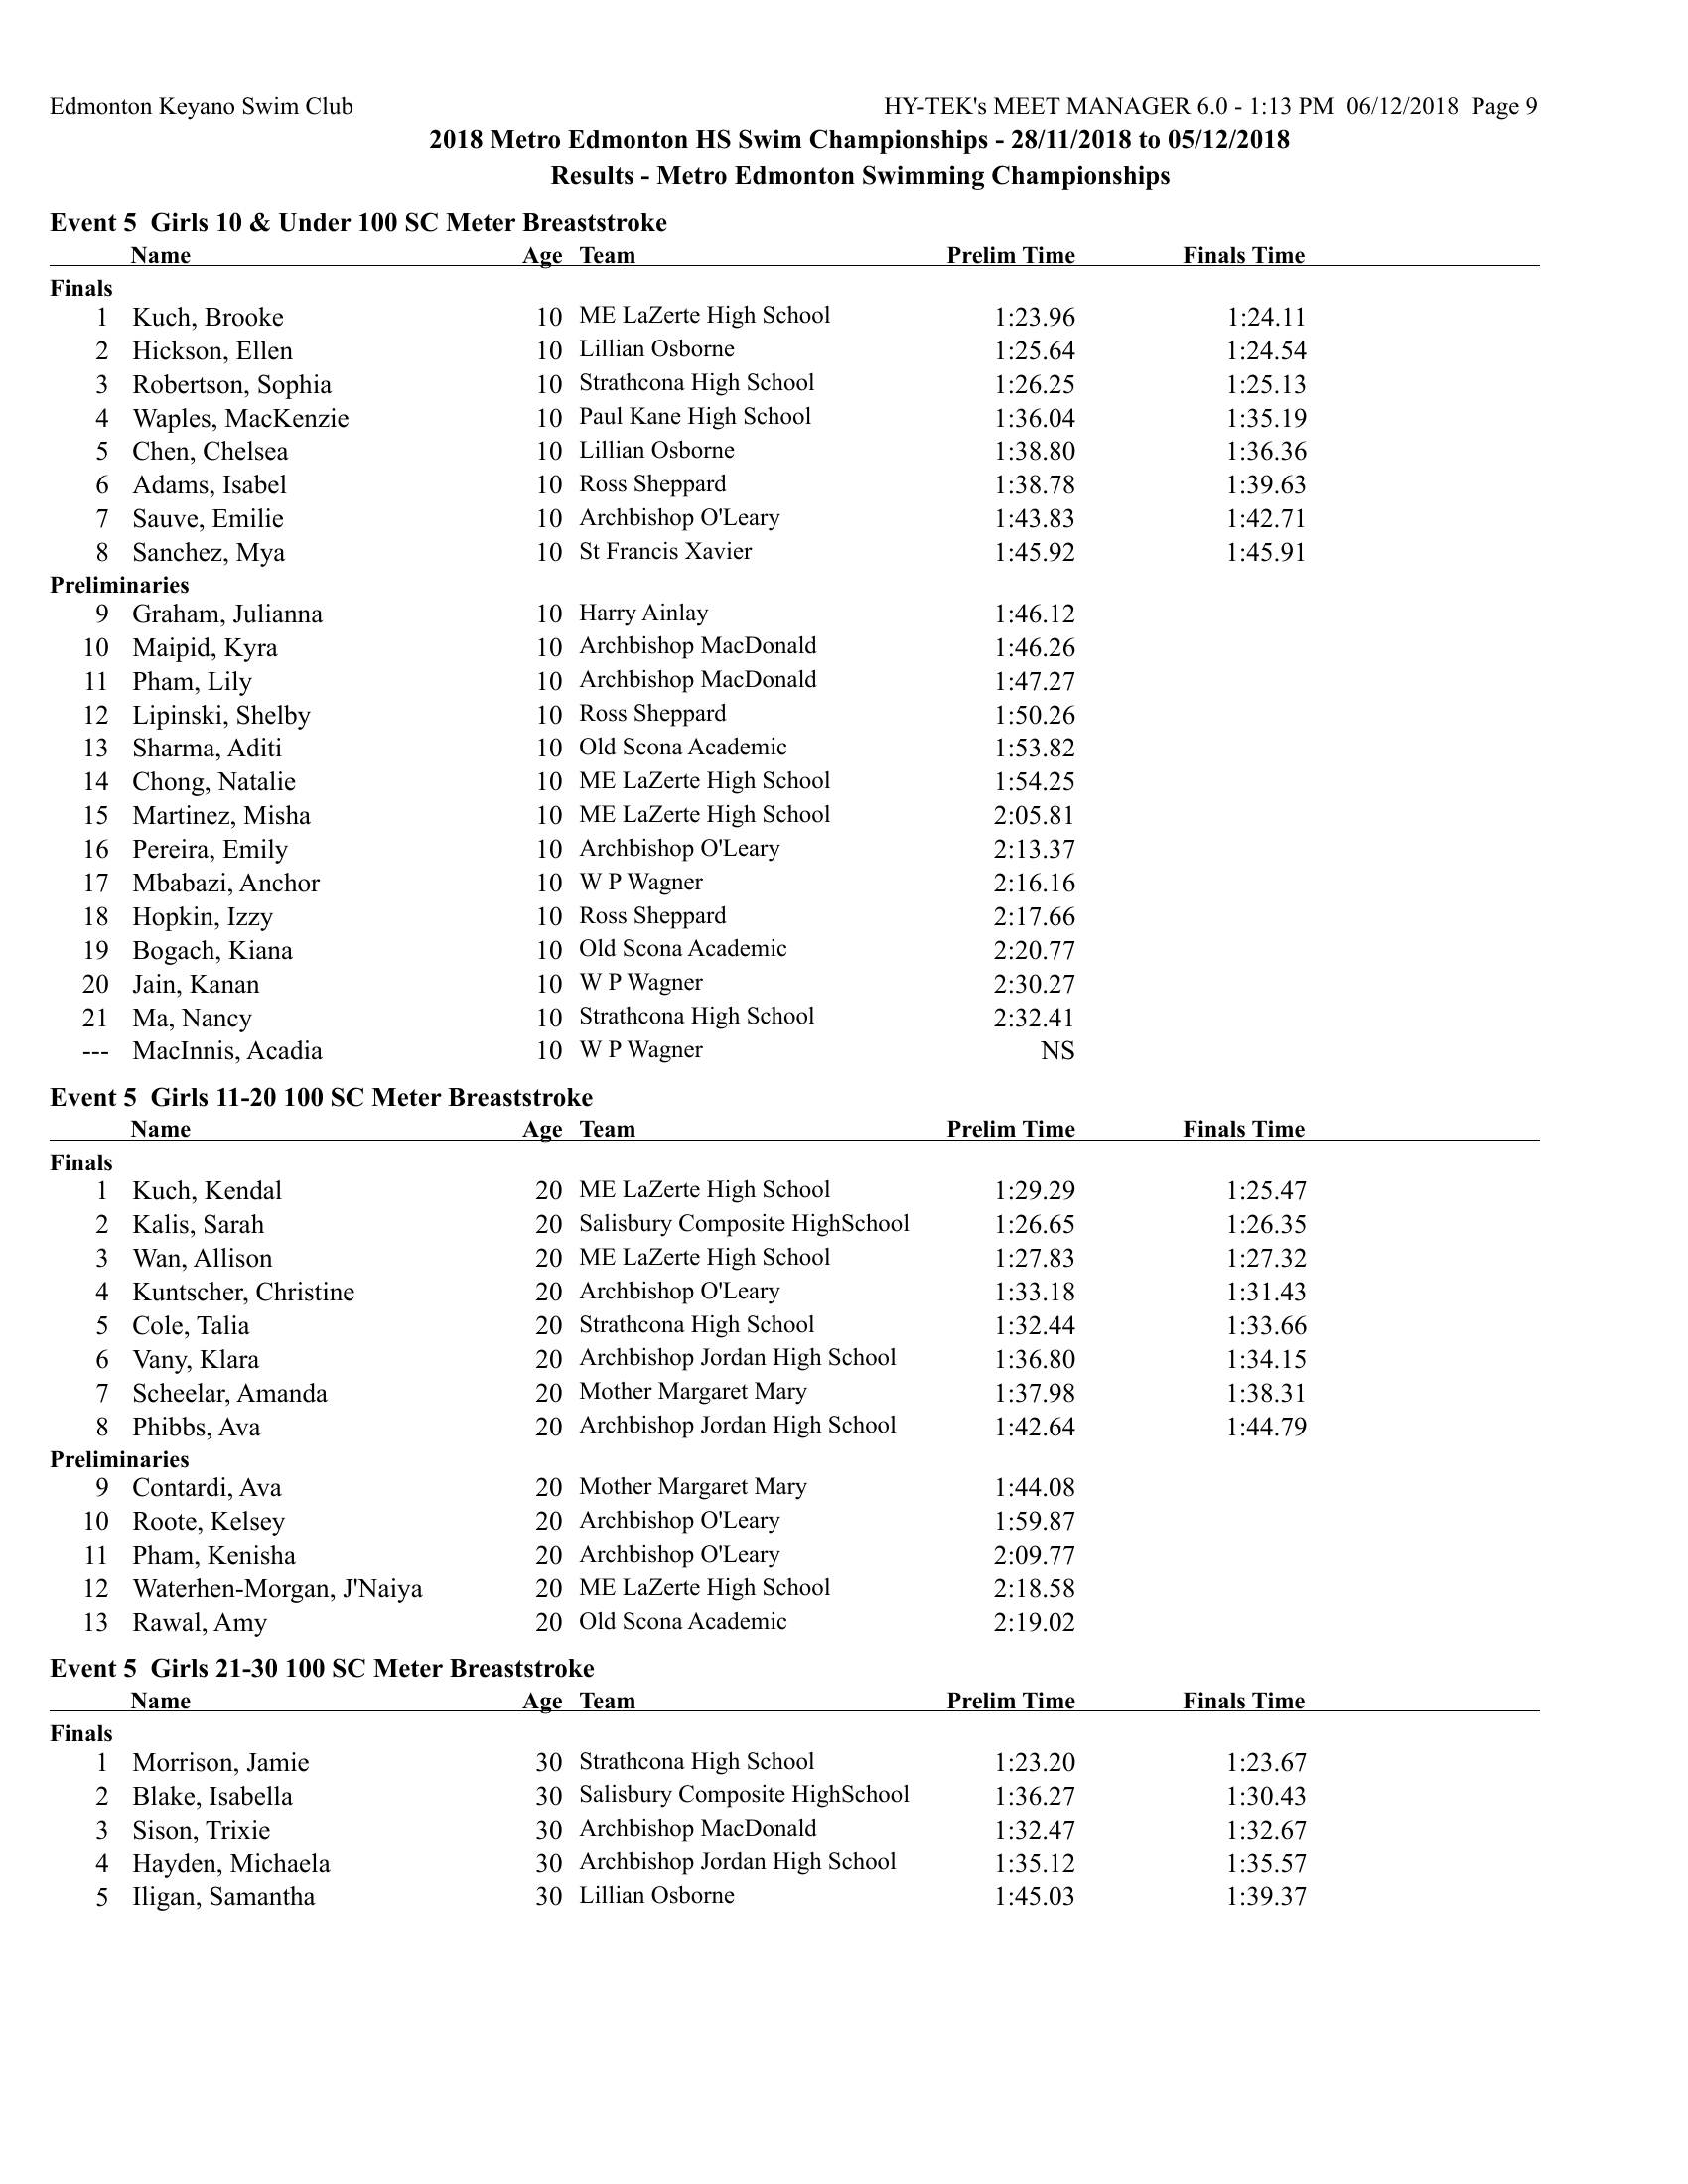 Edmonton Keyano Swim Club HY-TEK's MEET MANAGER 6.0 - 1:13 PM 06/12/2018 Page 9
2018 Metro Edmonton HS Swim Championships - 28/11/2018 to 05/12/2018
Results - Metro Edmonton Swimming Championships
Event 5 Girls 10 & Under 100 SC Meter Breaststroke
Name Age Team Prelim Time Finals Time
Finals
1 Kuch, Brooke 10 ME LaZerte High School 1:23.96 1:24.11
2 Hickson, Ellen 10 Lillian Osborne 1:25.64 1:24.54
3 Robertson, Sophia 10 Strathcona High School 1:26.25 1:25.13
4 Waples, MacKenzie 10 Paul Kane High School 1:36.04 1:35.19
5 Chen, Chelsea 10 Lillian Osborne 1:38.80 1:36.36
6 Adams, Isabel 10 Ross Sheppard 1:38.78 1:39.63
7 Sauve, Emilie 10 Archbishop O'Leary 1:43.83 1:42.71
8 Sanchez, Mya 10 St Francis Xavier 1:45.92 1:45.91
Preliminaries
9 Graham, Julianna 10 Harry Ainlay 1:46.12
10 Maipid, Kyra 10 Archbishop MacDonald 1:46.26
11 Pham, Lily 10 Archbishop MacDonald 1:47.27
12 Lipinski, Shelby 10 Ross Sheppard 1:50.26
13 Sharma, Aditi 10 Old Scona Academic 1:53.82
14 Chong, Natalie 10 ME LaZerte High School 1:54.25
15 Martinez, Misha 10 ME LaZerte High School 2:05.81
16 Pereira, Emily 10 Archbishop O'Leary 2:13.37
17 Mbabazi, Anchor 10 W P Wagner 2:16.16
18 Hopkin, Izzy 10 Ross Sheppard 2:17.66
19 Bogach, Kiana 10 Old Scona Academic 2:20.77
20 Jain, Kanan 10 W P Wagner 2:30.27
21 Ma, Nancy 10 Strathcona High School 2:32.41
--- MacInnis, Acadia 10 W P Wagner NS
Event 5 Girls 11-20 100 SC Meter Breaststroke
Name Age Team Prelim Time Finals Time
Finals
1 Kuch, Kendal 20 ME LaZerte High School 1:29.29 1:25.47
2 Kalis, Sarah 20 Salisbury Composite HighSchool 1:26.65 1:26.35
3 Wan, Allison 20 ME LaZerte High School 1:27.83 1:27.32
4 Kuntscher, Christine 20 Archbishop O'Leary 1:33.18 1:31.43
5 Cole, Talia 20 Strathcona High School 1:32.44 1:33.66
6 Vany, Klara 20 Archbishop Jordan High School 1:36.80 1:34.15
7 Scheelar, Amanda 20 Mother Margaret Mary 1:37.98 1:38.31
8 Phibbs, Ava 20 Archbishop Jordan High School 1:42.64 1:44.79
Preliminaries
9 Contardi, Ava 20 Mother Margaret Mary 1:44.08
10 Roote, Kelsey 20 Archbishop O'Leary 1:59.87
11 Pham, Kenisha 20 Archbishop O'Leary 2:09.77
12 Waterhen-Morgan, J'Naiya 20 ME LaZerte High School 2:18.58
13 Rawal, Amy 20 Old Scona Academic 2:19.02
Event 5 Girls 21-30 100 SC Meter Breaststroke
Name Age Team Prelim Time Finals Time
Finals
1 Morrison, Jamie 30 Strathcona High School 1:23.20 1:23.67
2 Blake, Isabella 30 Salisbury Composite HighSchool 1:36.27 1:30.43
3 Sison, Trixie 30 Archbishop MacDonald 1:32.47 1:32.67
4 Hayden, Michaela 30 Archbishop Jordan High School 1:35.12 1:35.57
5 Iligan, Samantha 30 Lillian Osborne 1:45.03 1:39.37